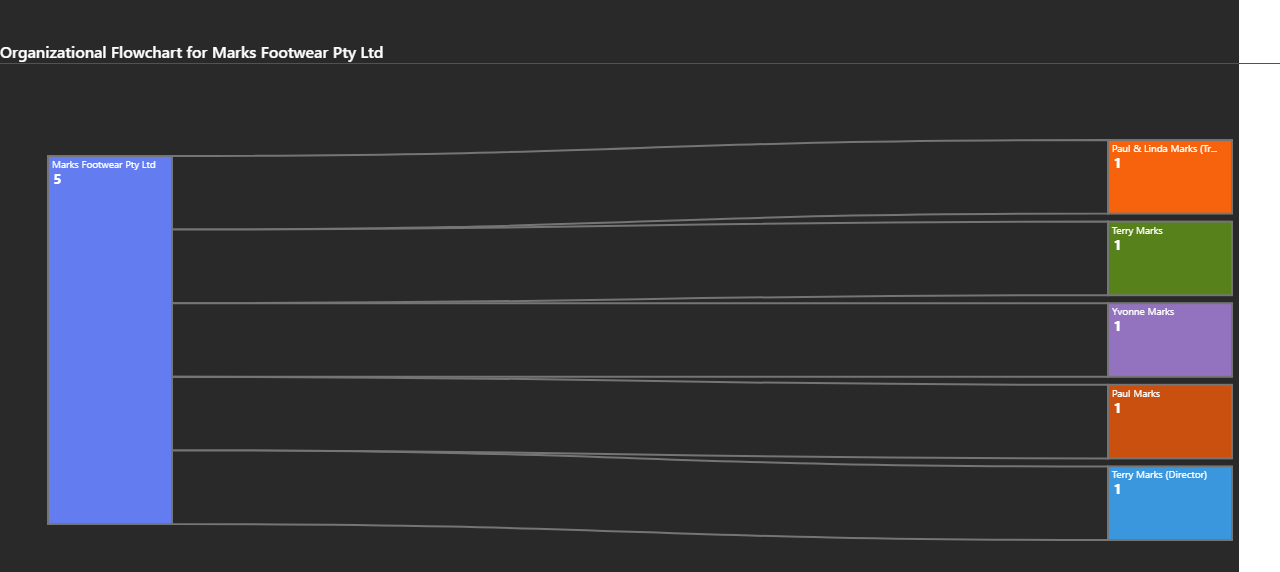 Organizational Flowchart for Marks Footwear Pty Ltd
Marks Footwear Pty Ltd
5
Paul & Linda Marks (Tr...
1
Terry Marks
1
Yvonne Marks
1
Paul Marks
1
Terry Marks (Director)
1